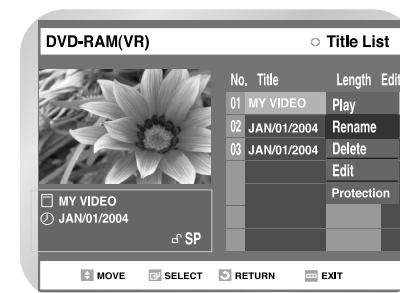 DVD-RAM(VR) Title List
No. Title Length Edit
01 MY VIDEO Play
02 JAN/01/2004 Rename
03 JAN/01/2004 Delete
Edit
Protection
MY VIDEO
JAN/01/2004
SP
MOVE SELECT RETURN EXIT